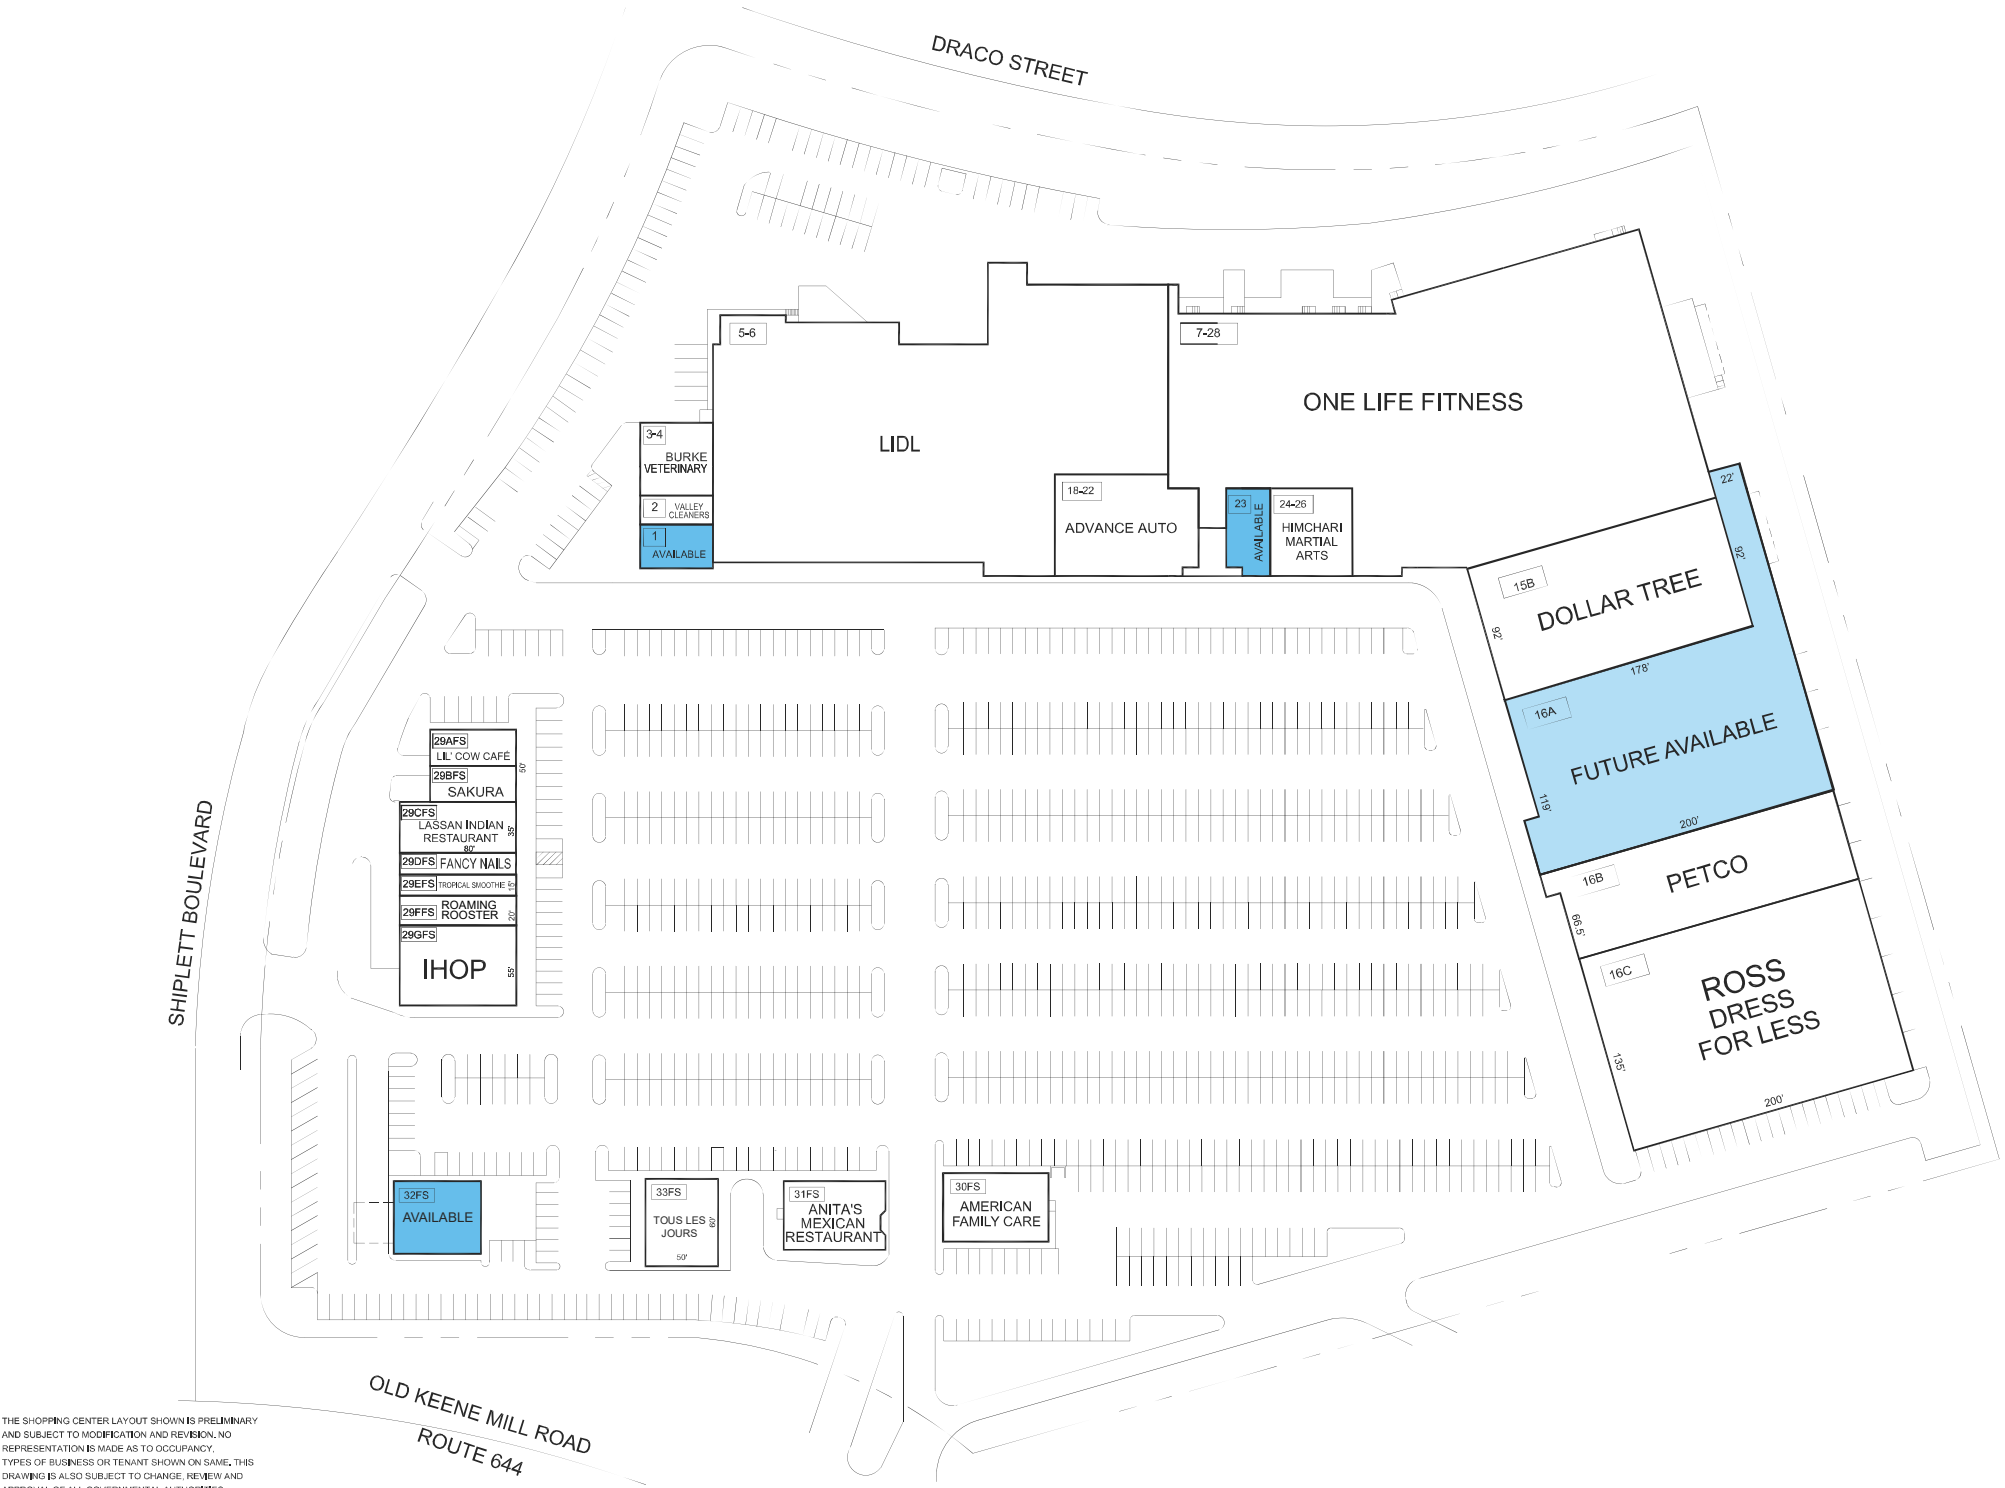 DRACO STREET
5-6
7-28
ONE LIFE FITNESS
LIDL
3-4
BURKE
VETERINARY
2
VALLEY
CLEANERS
1
AVAILABLE
18-22
ADVANCE AUTO
23
AVAILABLE
24-26
HIMCHARI
MARTIAL
ARTS
22'
92'
15B
DOLLAR TREE
92'
178'
16A
FUTURE AVAILABLE
119'
200'
16B
PETCO
66.5'
16C
ROSS
DRESS
FOR LESS
135'
200'
29AFS
LIL' COW CAFÉ
50'
29BFS
SAKURA
29CFS
LASSAN INDIAN
RESTAURANT
35'
80'
29DFS
FANCY NAILS
29EFS
TROPICAL SMOOTHIE
15'
29FFS
ROAMING
ROOSTER
20'
29GFS
IHOP
55'
SHIPLETT BOULEVARD
32FS
AVAILABLE
33FS
TOUS LES
JOURS
60'
50'
31FS
ANITA'S
MEXICAN
RESTAURANT
30FS
AMERICAN
FAMILY CARE
OLD KEENE MILL ROAD
ROUTE 644
THE SHOPPING CENTER LAYOUT SHOWN IS PRELIMINARY
AND SUBJECT TO MODIFICATION AND REVISION. NO
REPRESENTATION IS MADE AS TO OCCUPANCY,
TYPES OF BUSINESS OR TENANT SHOWN ON SAME. THIS
DRAWING IS ALSO SUBJECT TO CHANGE, REVIEW AND
APPROVAL OF ALL GOVERNMENTAL AUTHORITIES